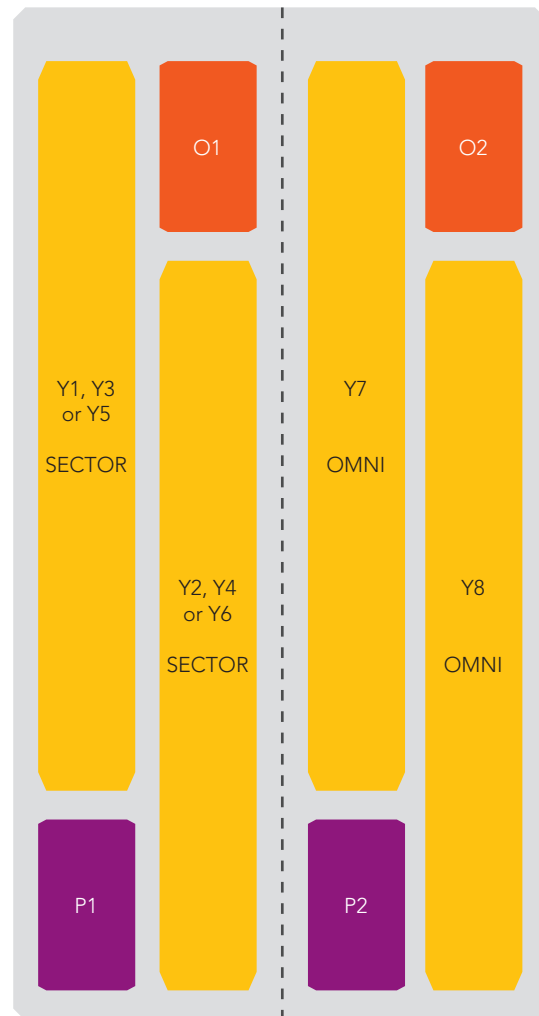 O1
O2
Y1, Y3
or Y5
SECTOR
Y7
OMNI
Y2, Y4
or Y6
SECTOR
Y8
OMNI
P1
P2